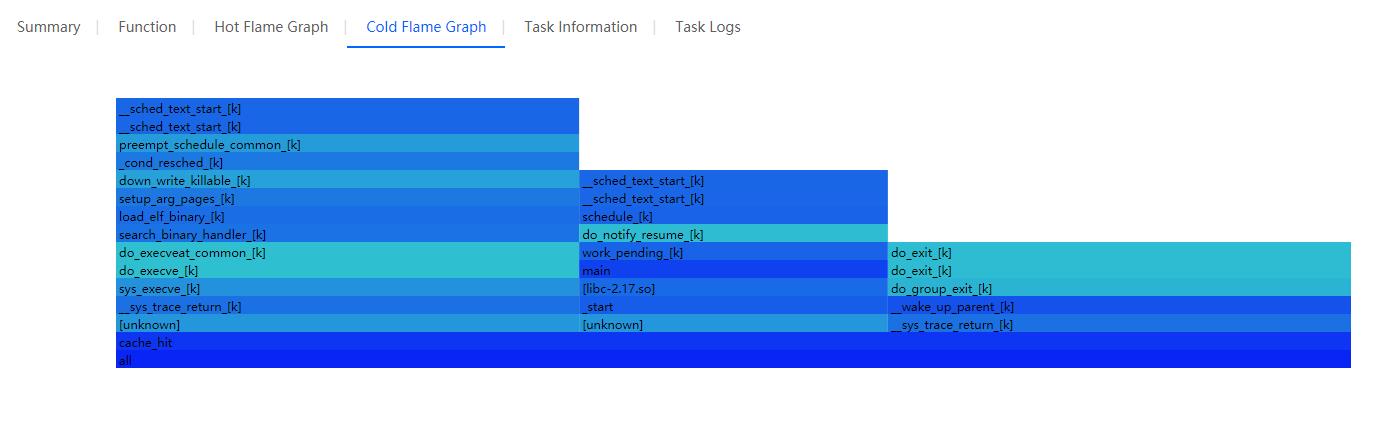 Summary | Function | Hot Flame Graph | Cold Flame Graph | Task Information | Task Logs
__sched_text_start_[k]
__sched_text_start_[k]
preempt_schedule_common_[k]
_cond_resched_[k]
down_write_killable_[k] __sched_text_start_[k]
setup_arg_pages_[k] __sched_text_start_[k]
load_elf_binary_[k] schedule_[k]
search_binary_handler_[k] do_notify_resume_[k]
do_execveat_common_[k] work_pending_[k] do_exit_[k]
do_execve_[k] main do_exit_[k]
sys_execve_[k] [libc-2.17.so] do_group_exit_[k]
__sys_trace_return_[k] _start __wake_up_parent_[k]
[unknown] [unknown] __sys_trace_return_[k]
cache_hit
all